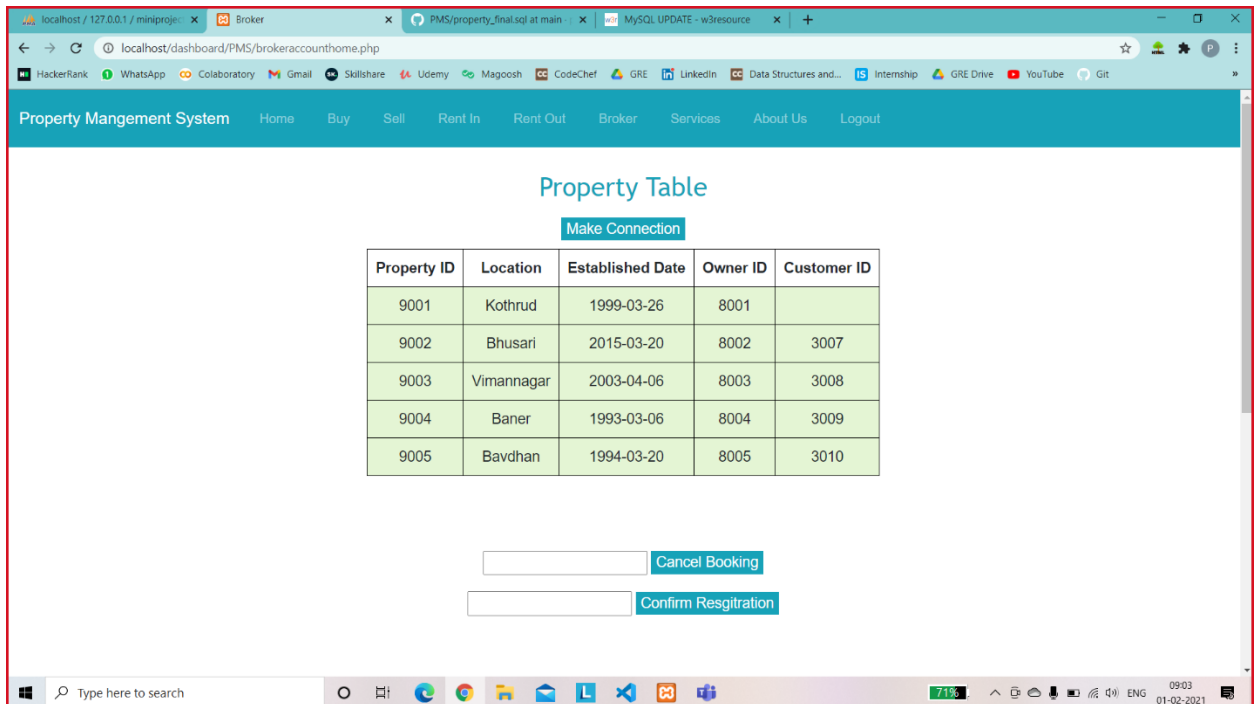 localhost / 127.0.0.1 / miniprojec
Broker
PMS/property_final.sql at main ·
MySQL UPDATE - w3resource
localhost/dashboard/PMS/brokeraccounthome.php
HackerRank WhatsApp Colaboratory Gmail Skillshare Udemy Magoosh CodeChef GRE LinkedIn Data Structures and... Internship GRE Drive YouTube Git »
Property Mangement System Home Buy Sell Rent In Rent Out Broker Services About Us Logout
Property Table
Make Connection
Property ID Location Established Date Owner ID Customer ID
9001 Kothrud 1999-03-26 8001
9002 Bhusari 2015-03-20 8002 3007
9003 Vimannagar 2003-04-06 8003 3008
9004 Baner 1993-03-06 8004 3009
9005 Bavdhan 1994-03-20 8005 3010
Cancel Booking
Confirm Resgitration
Type here to search
71%
ENG
09:03
01-02-2021